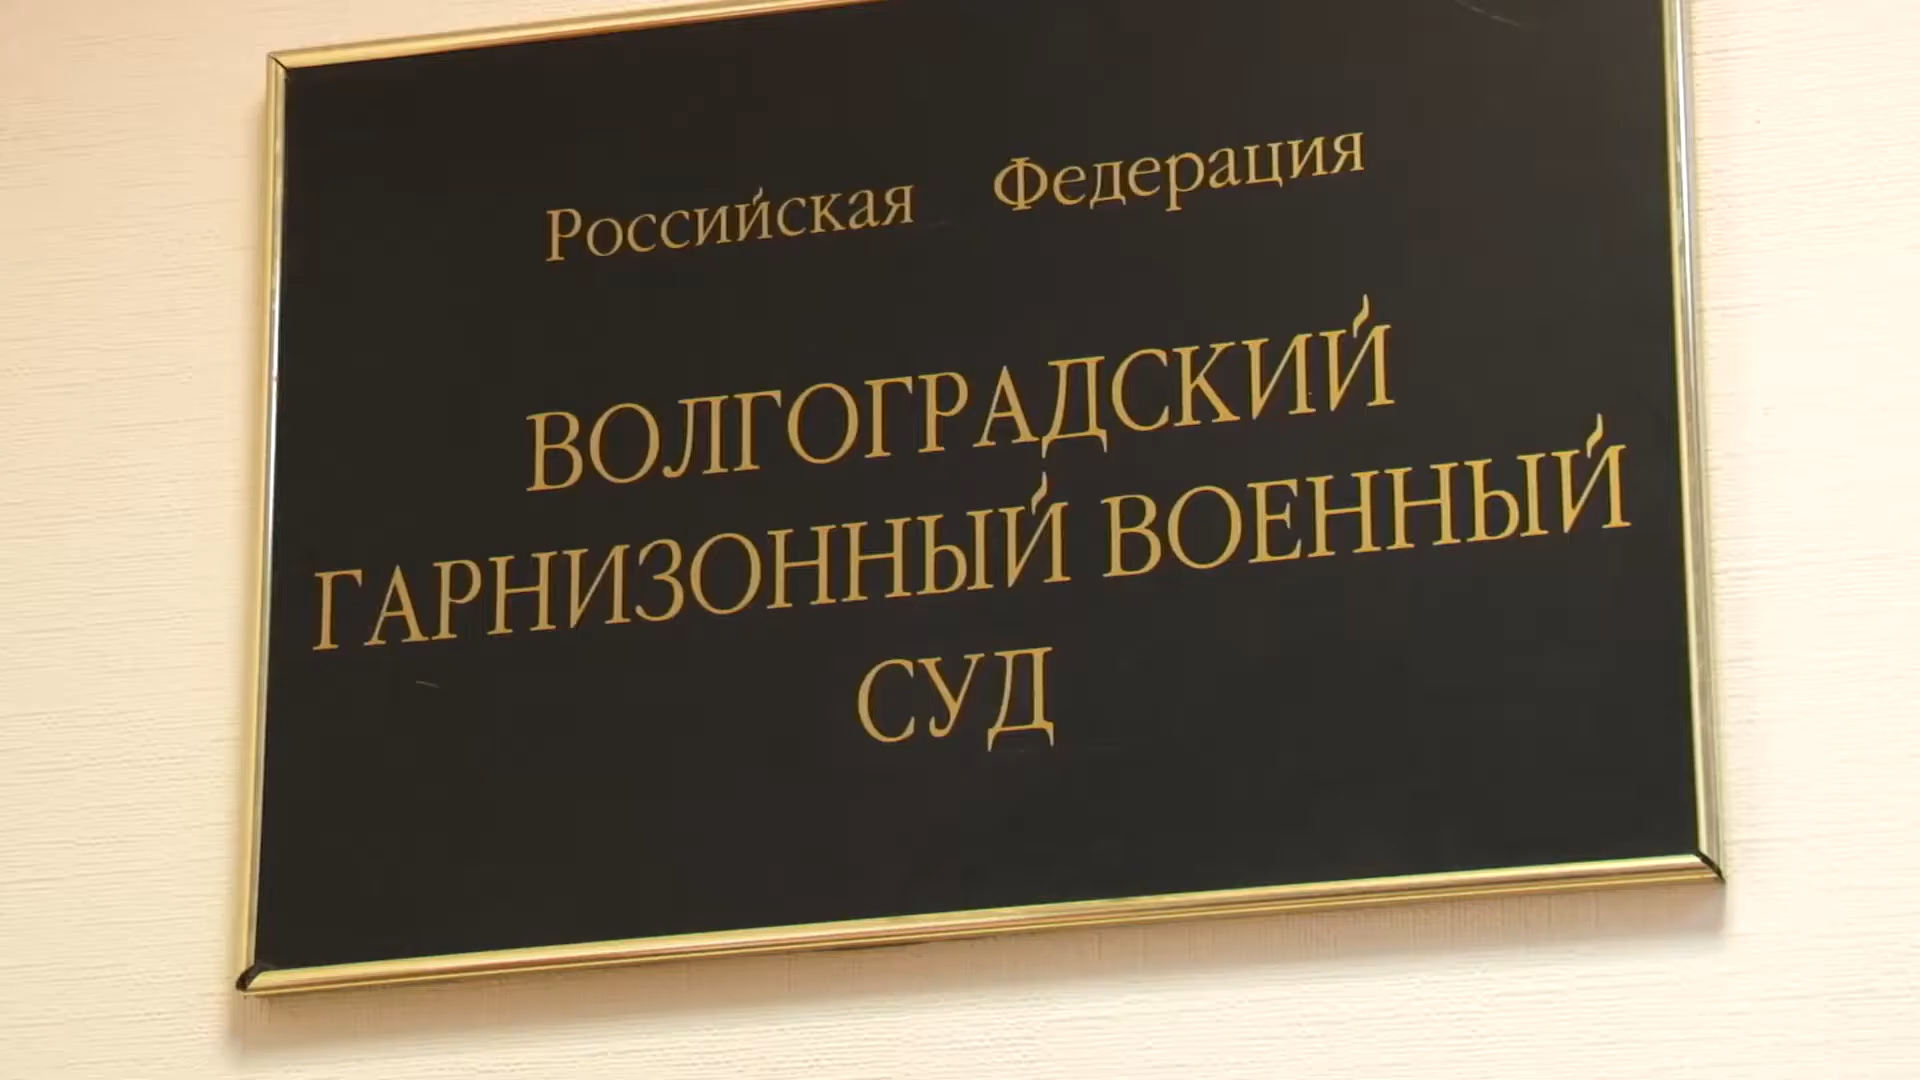 Российская Федерация
ВОЛГОГРАДСКИЙ
ГАРНИЗОННЫЙ ВОЕННЫЙ
СУД